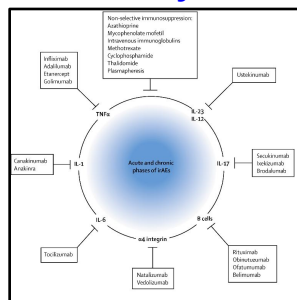 Non-selective immunosuppression:
Azathioprine
Mycophenolate mofetil
Intravenous immunoglobulins
Methotrexate
Cyclophosphamide
Thalidomide
Plasmapheresis
Infliximab
Adalilumab
Etanercept
Golimumab
Ustekinumab
TNFα
IL-23
IL-12
Canakinumab
Anakinra
IL-1
Acute and chronic
phases of irAEs
IL-17
Secukinumab
Ixekizumab
Brodalumab
IL-6
B cells
α4 integrin
Tocilizumab
Natalizumab
Vedolizumab
Rituximab
Obinutuzumab
Ofatumumab
Belimumab